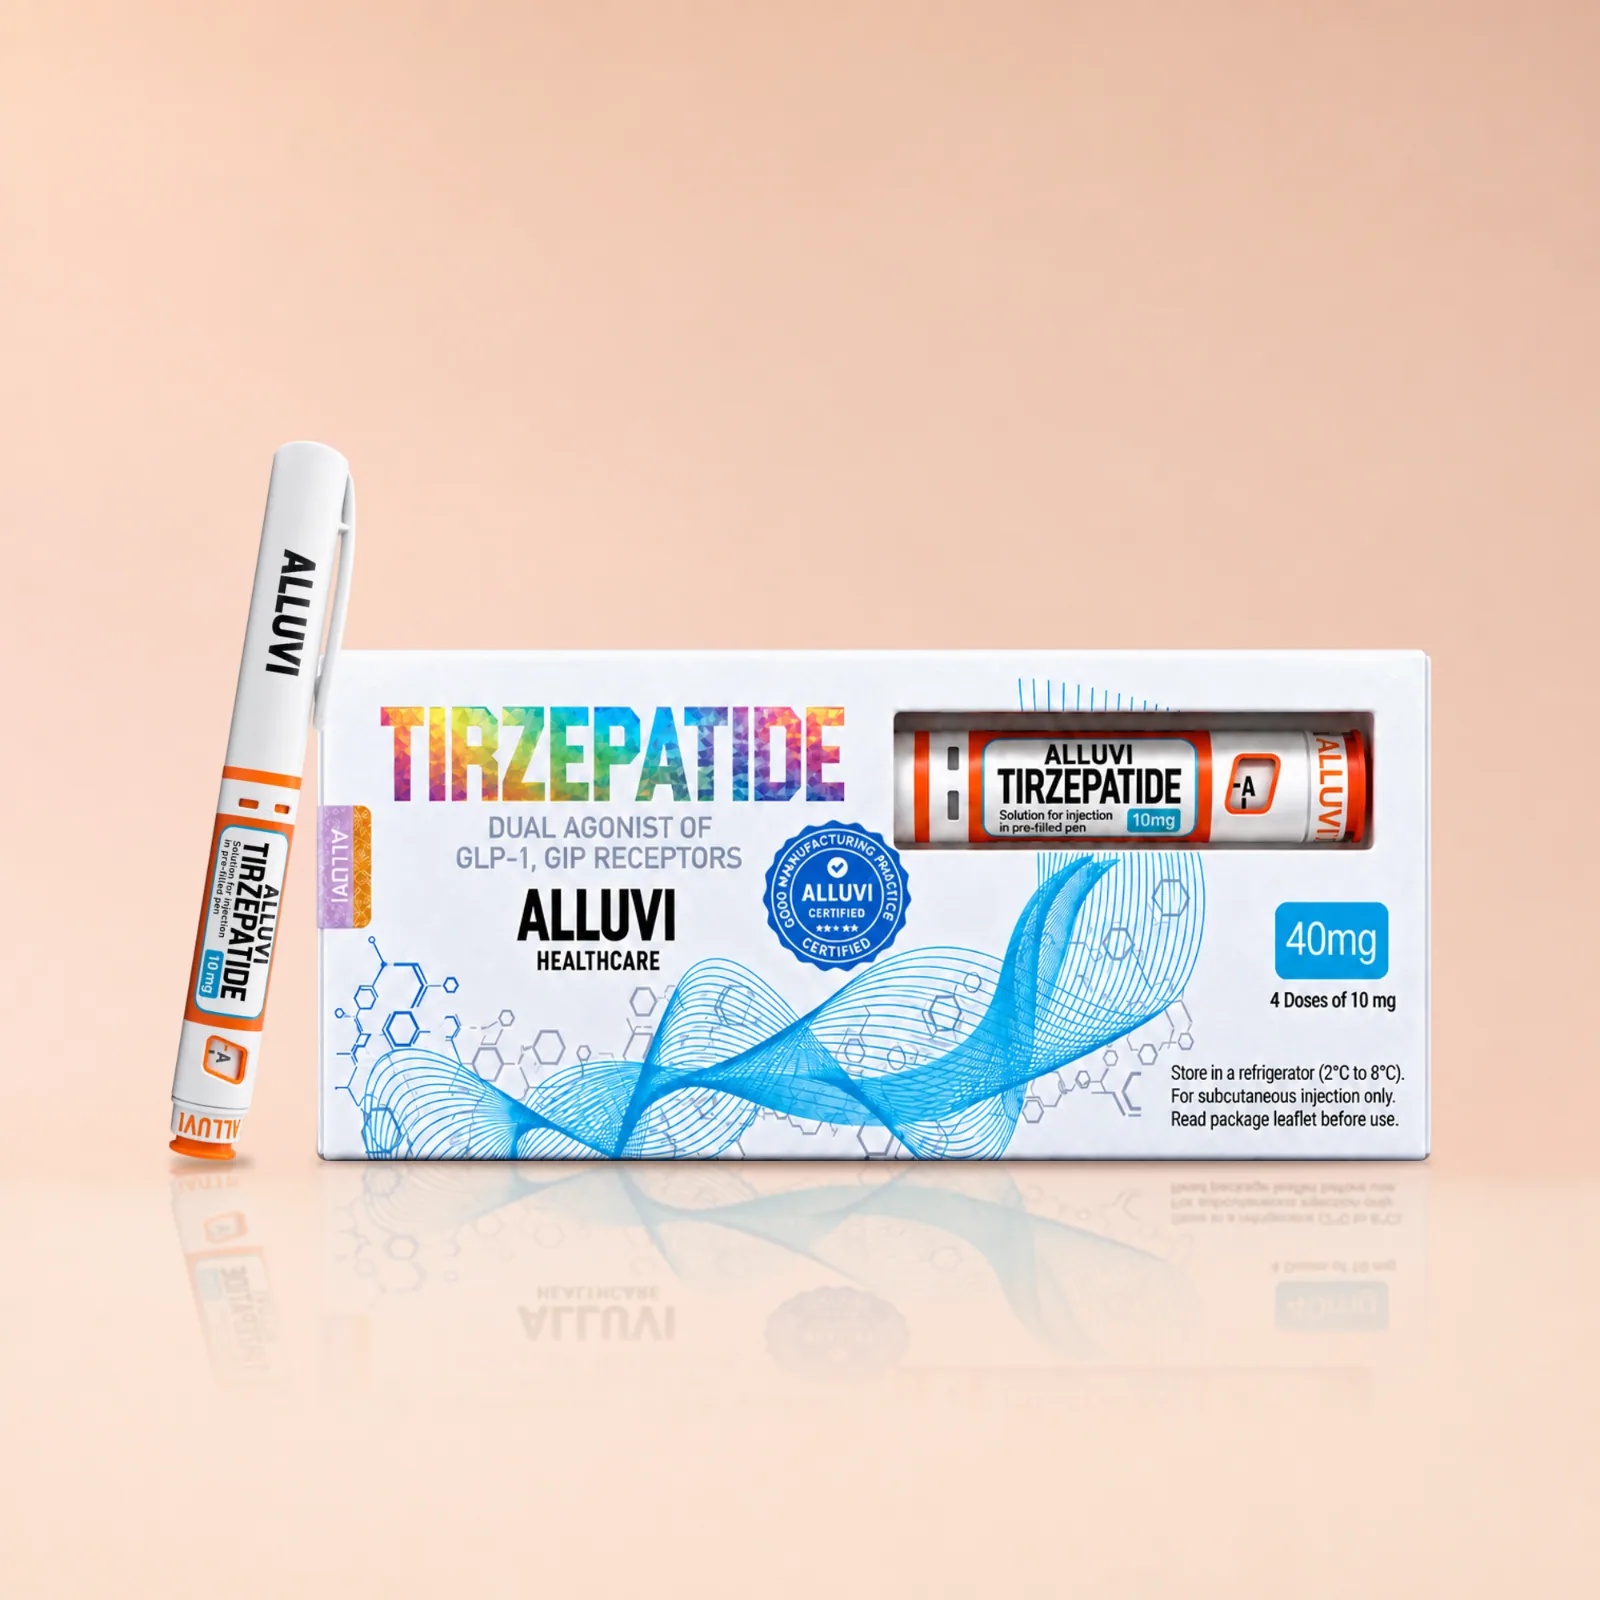 ALLUVI
ALLUVI
TIRZEPATIDE
Solution for injection
in pre-filled pen
10mg
-A
ALLUVI
TIRZEPATIDE
DUAL AGONIST OF
GLP-1, GIP RECEPTORS
ALLUVI
HEALTHCARE
ALLUVI
GOOD MANUFACTURING PRACTICE
ALLUVI
CERTIFIED
CERTIFIED
ALLUVI
TIRZEPATIDE
Solution for injection
in pre-filled pen
10mg
-A
ALLUVI
40mg
4 Doses of 10 mg
Store in a refrigerator (2°C to 8°C).
For subcutaneous injection only.
Read package leaflet before use.